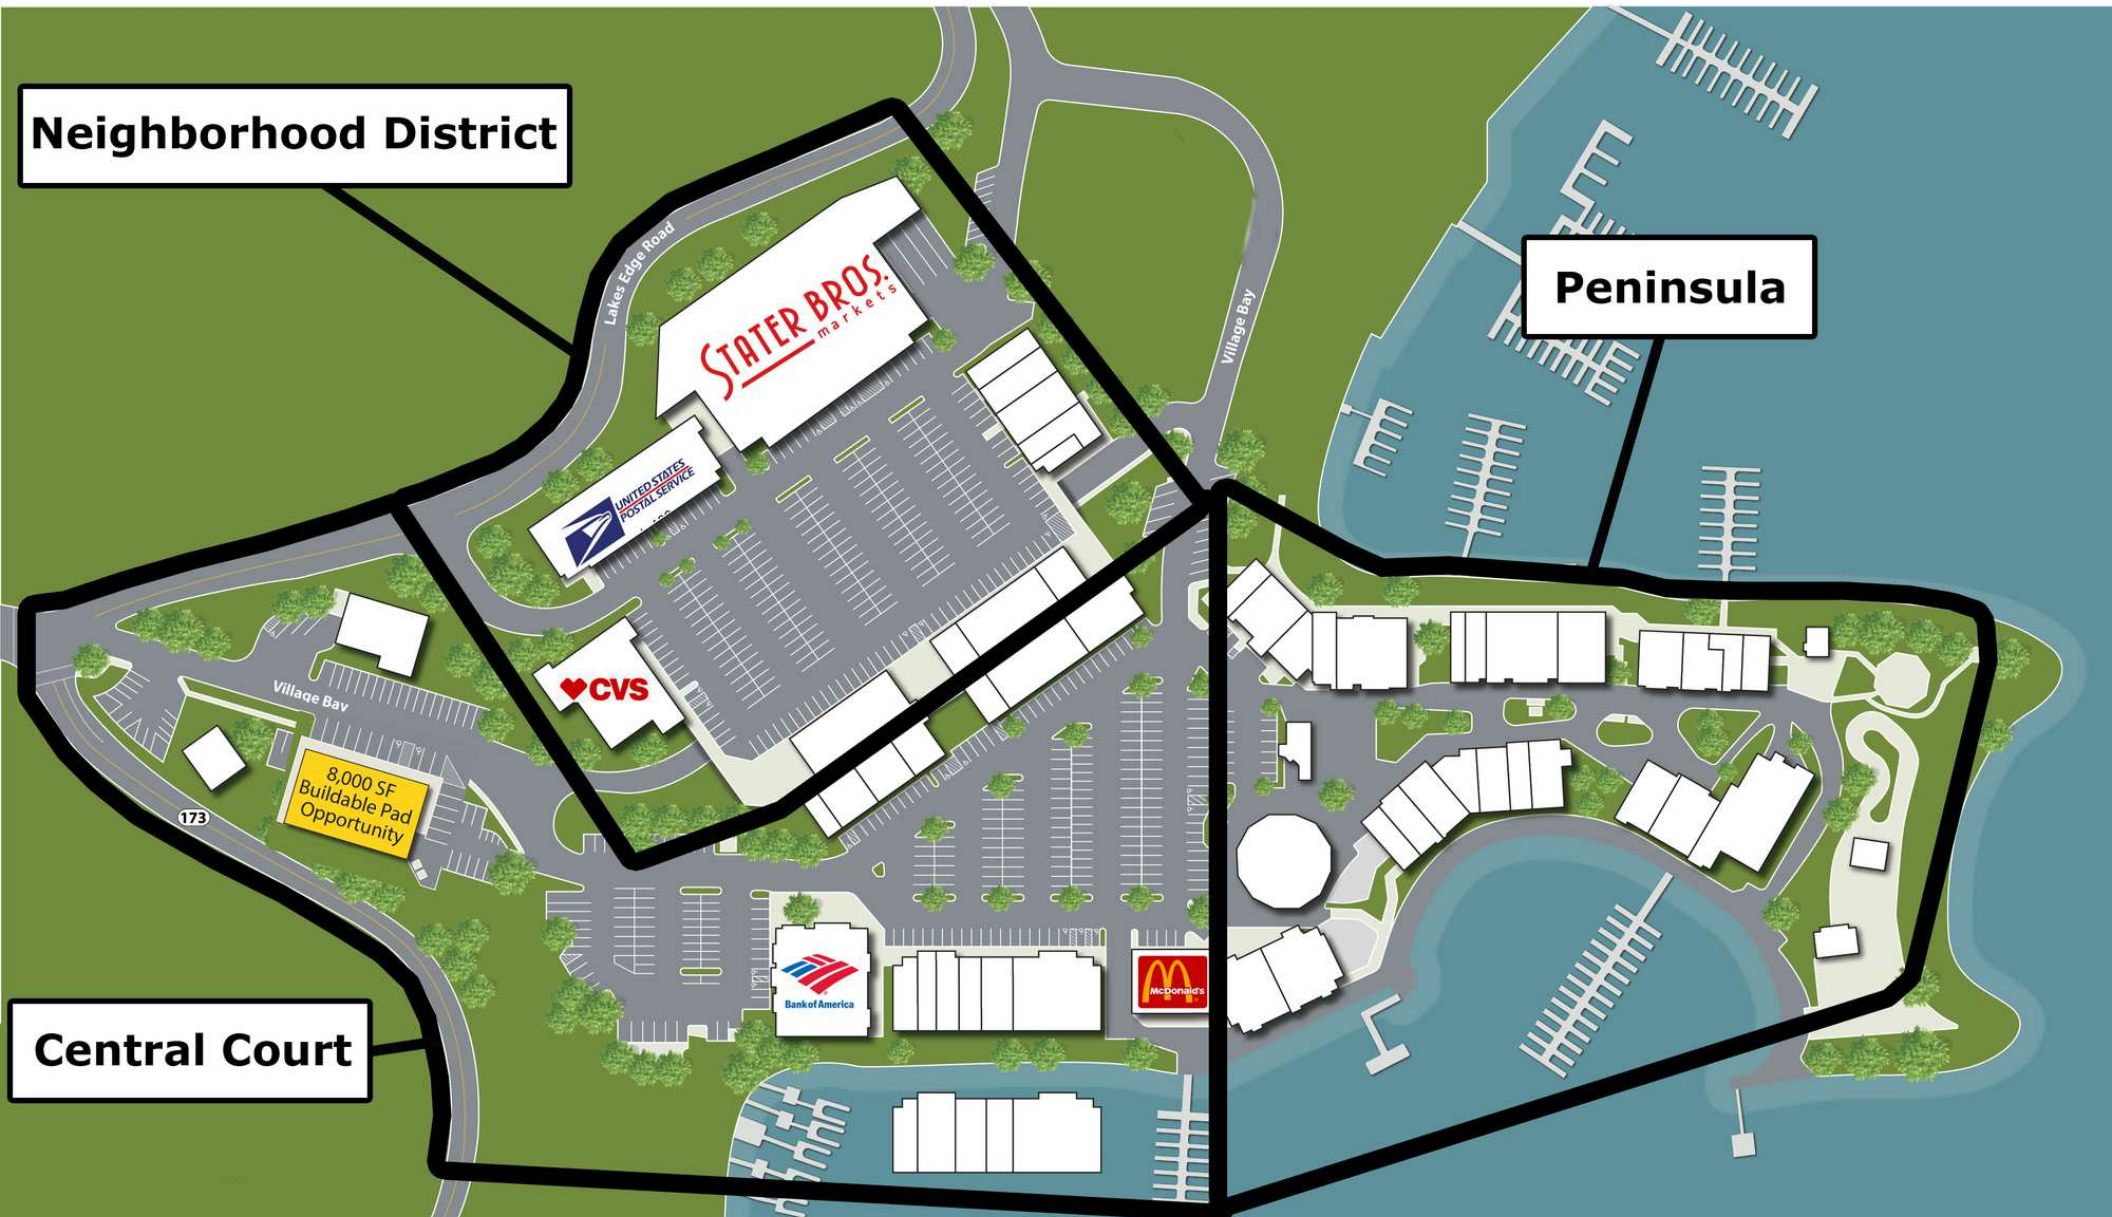 Neighborhood District
Lakes Edge Road
STATER BROS.
markets
Peninsula
Village Bay
UNITED STATES
POSTAL SERVICE
CVS
Village Bay
8,000 SF
Buildable Pad
Opportunity
173
Bank of America
McDonald's
Central Court